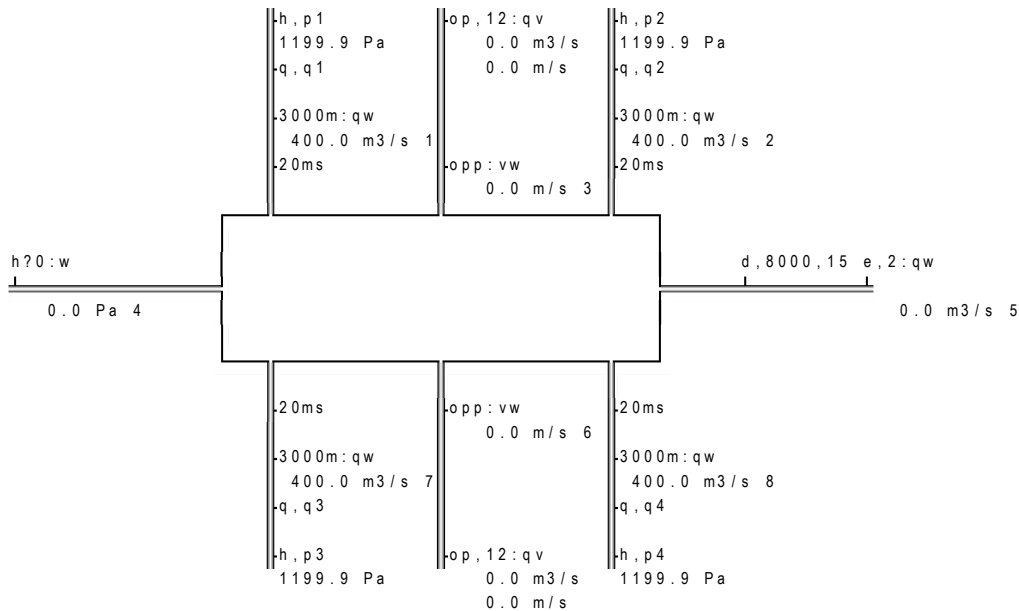 h,p1
1199.9 Pa
q,q1
3000m:qw
400.0 m3/s 1
20ms
op,12:qv
0.0 m3/s
0.0 m/s
opp:vw
0.0 m/s 3
h,p2
1199.9 Pa
q,q2
3000m:qw
400.0 m3/s 2
20ms
h?0:w
0.0 Pa 4
d,8000,15 e,2:qw
0.0 m3/s 5
20ms
3000m:qw
400.0 m3/s 7
q,q3
h,p3
1199.9 Pa
opp:vw
0.0 m/s 6
op,12:qv
0.0 m3/s
0.0 m/s
20ms
3000m:qw
400.0 m3/s 8
q,q4
h,p4
1199.9 Pa